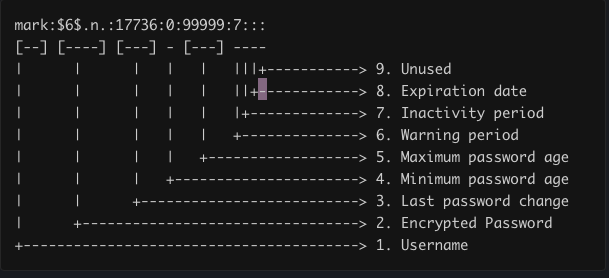 mark:$6$.n.:17736:0:99999:7:::
[--] [----] [---] - [---] ----
|      |      |   |   |   |||+-----------> 9. Unused
|      |      |   |   |   ||+------------> 8. Expiration date
|      |      |   |   |   |+-------------> 7. Inactivity period
|      |      |   |   |   +--------------> 6. Warning period
|      |      |   |   +------------------> 5. Maximum password age
|      |      |   +----------------------> 4. Minimum password age
|      |      +--------------------------> 3. Last password change
|      +---------------------------------> 2. Encrypted Password
+----------------------------------------> 1. Username